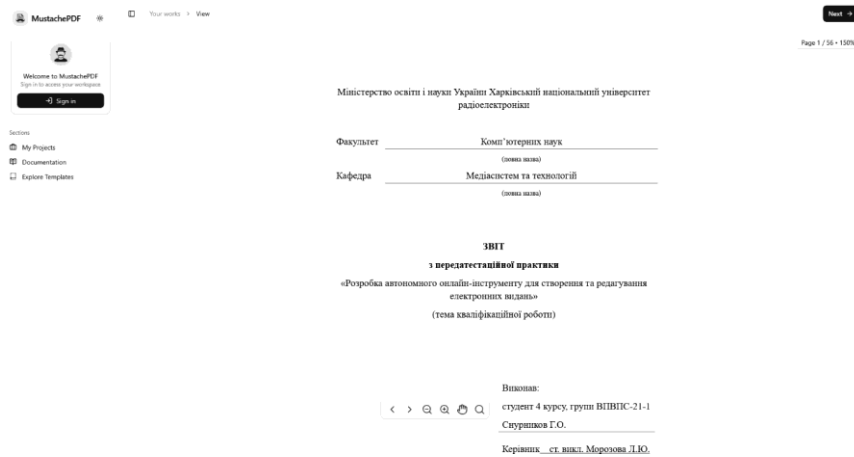 MustachePDF
Your works > View
Next →
Page 1 / 56 • 150%
Welcome to MustachePDF
Sign in to access your workspace.
Sign in
Sections
My Projects
Documentation
Explore Templates
Міністерство освіти і науки України Харківський національний університет
радіоелектроніки
Факультет Комп’ютерних наук
(повна назва)
Кафедра Медіасистем та технологій
(повна назва)
ЗВІТ
з передатестаційної практики
«Розробка автономного онлайн-інструменту для створення та редагування
електронних видань»
(тема кваліфікаційної роботи)
Виконав:
студент 4 курсу, групи ВПВПС-21-1
Снурників Г.О.
Керівник ст. викл. Морозова Л.Ю.